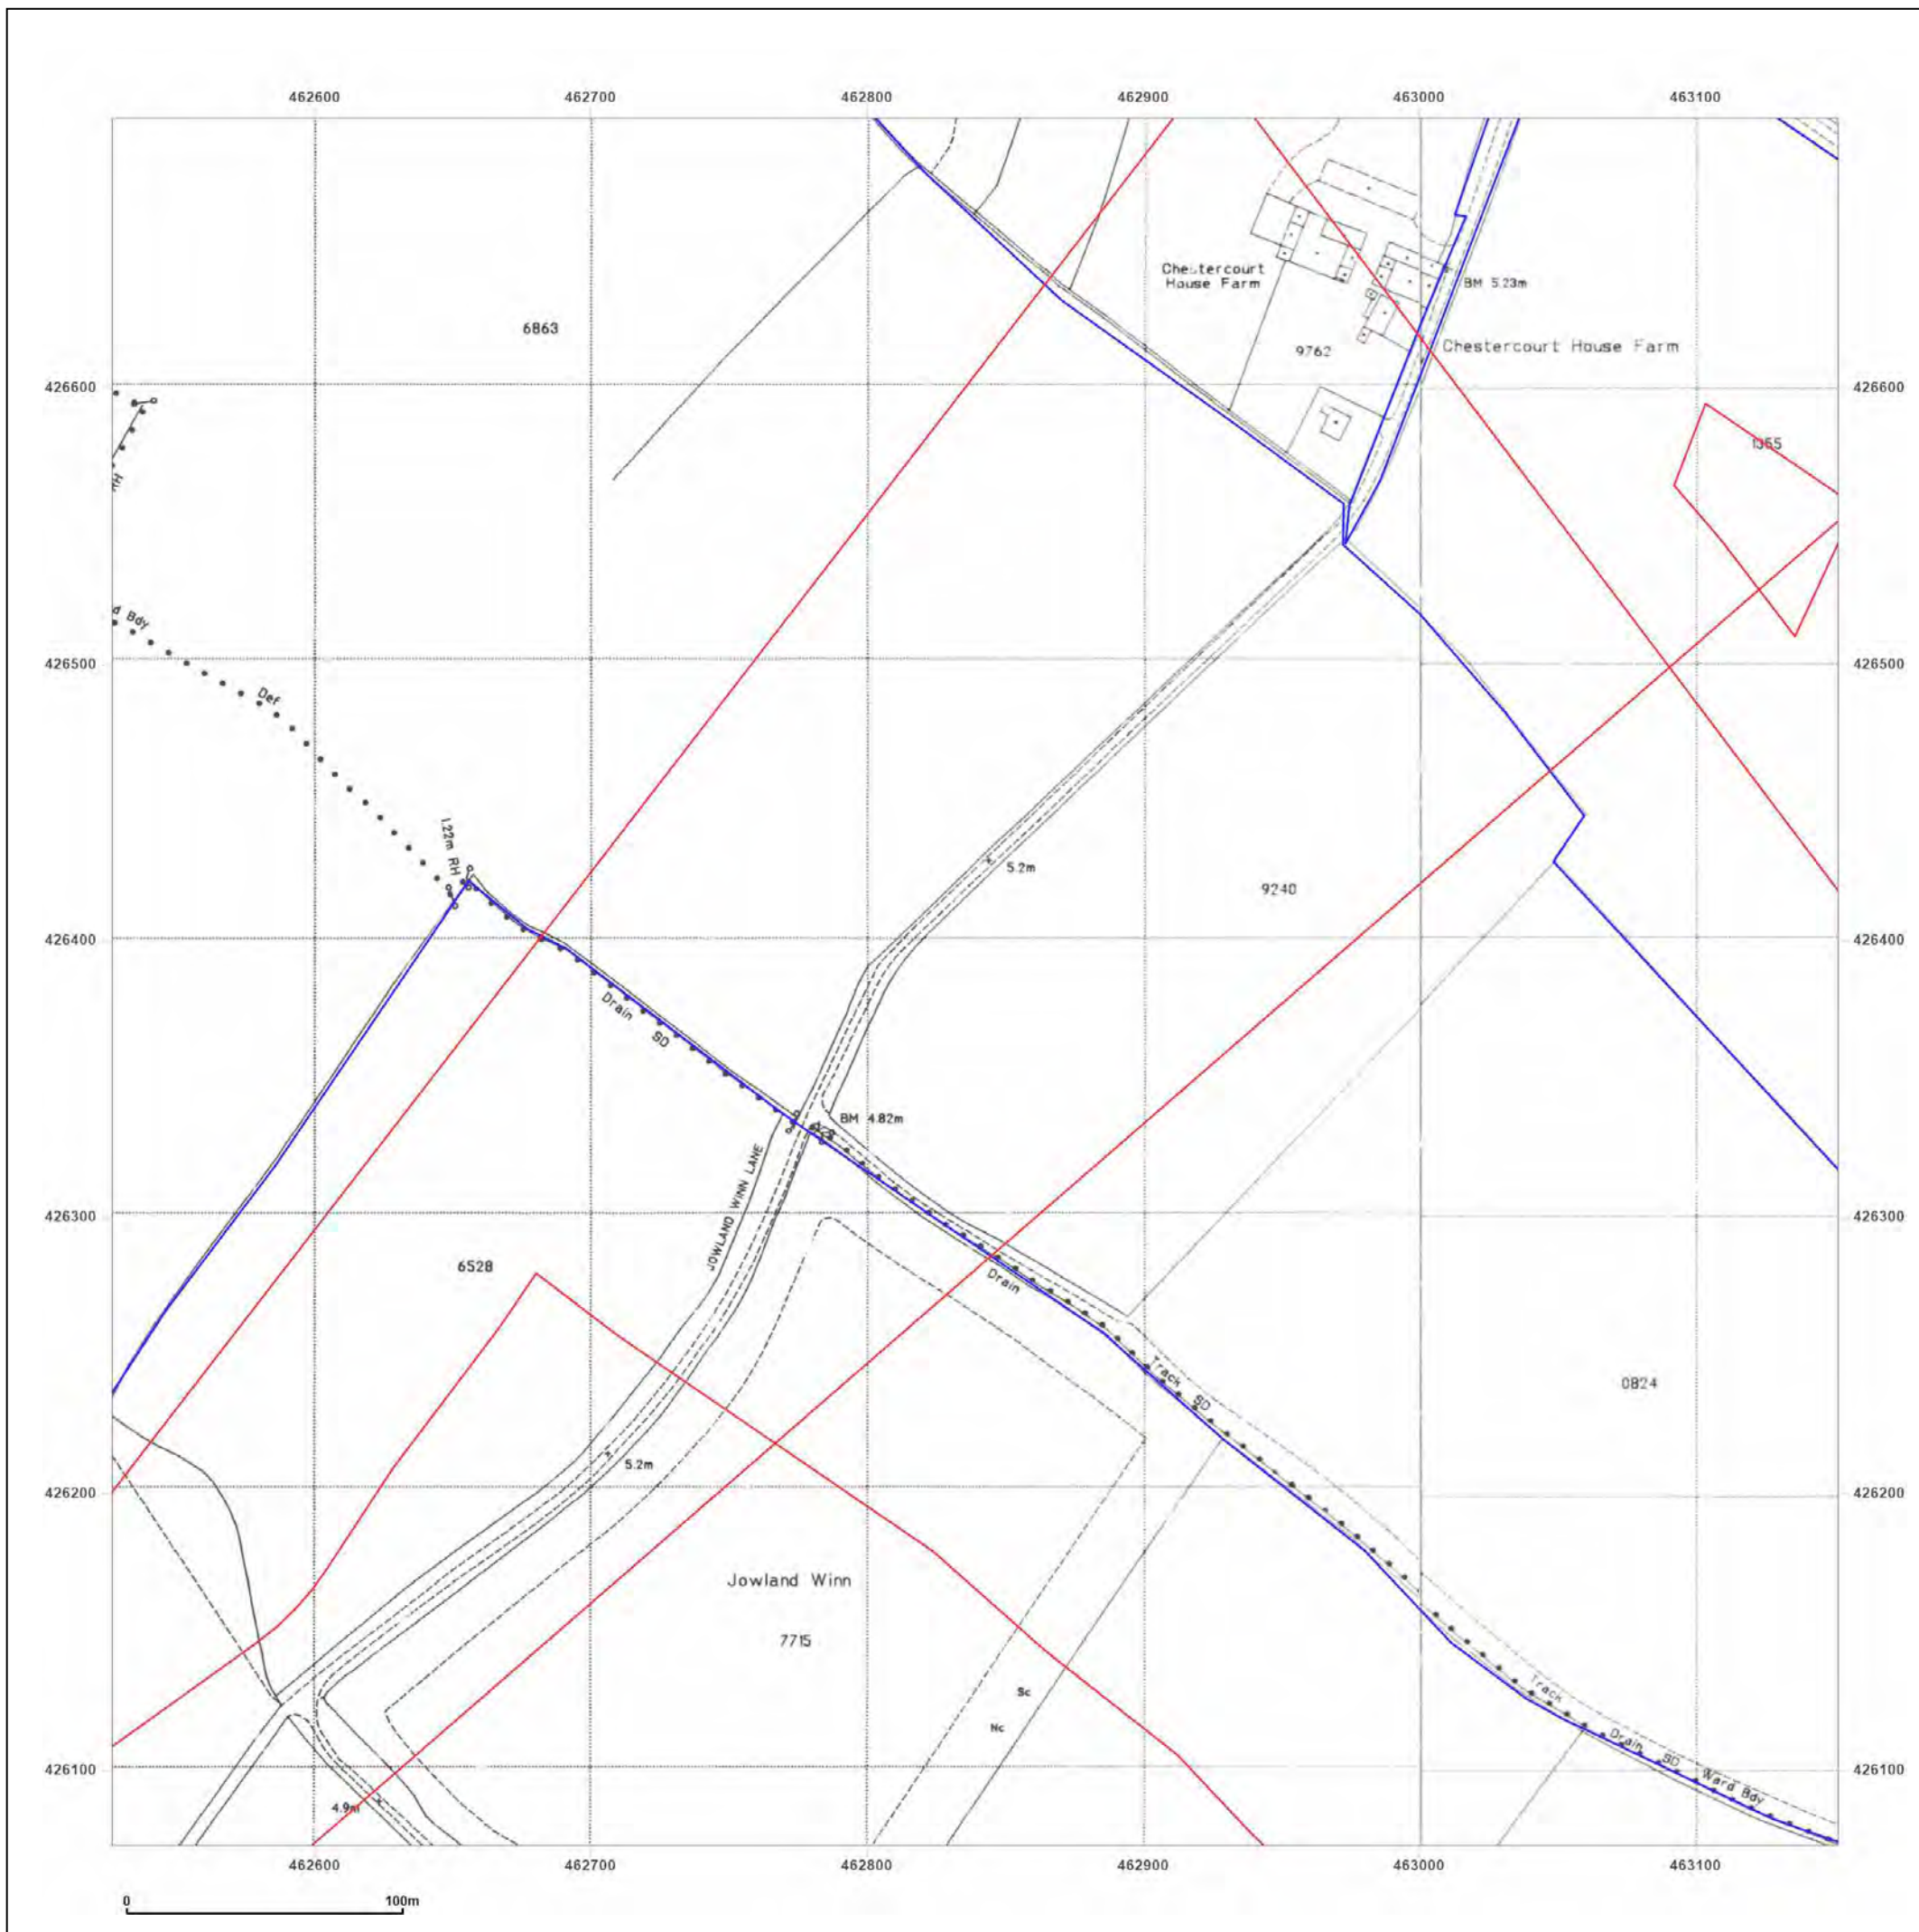 462600 462700 462800 462900 463000 463100
Chestercourt
House Farm
BM 5.23m
6863
9762
Chestercourt House Farm
426600 426600
1355
RH
d Bdy
426500 426500
Def
1.22m RH
5.2m
9240
426400 426400
Drain
SD
BM 4.82m
JOWLAND WINN LANE
426300 426300
6528
Drain
Track
SD
0824
5.2m
426200 426200
Jowland Winn
7715
Sc
Nc
Track
Drain
SD
Ward Bdy
426100 426100
4.9m
462600 462700 462800 462900 463000 463100
0 100m